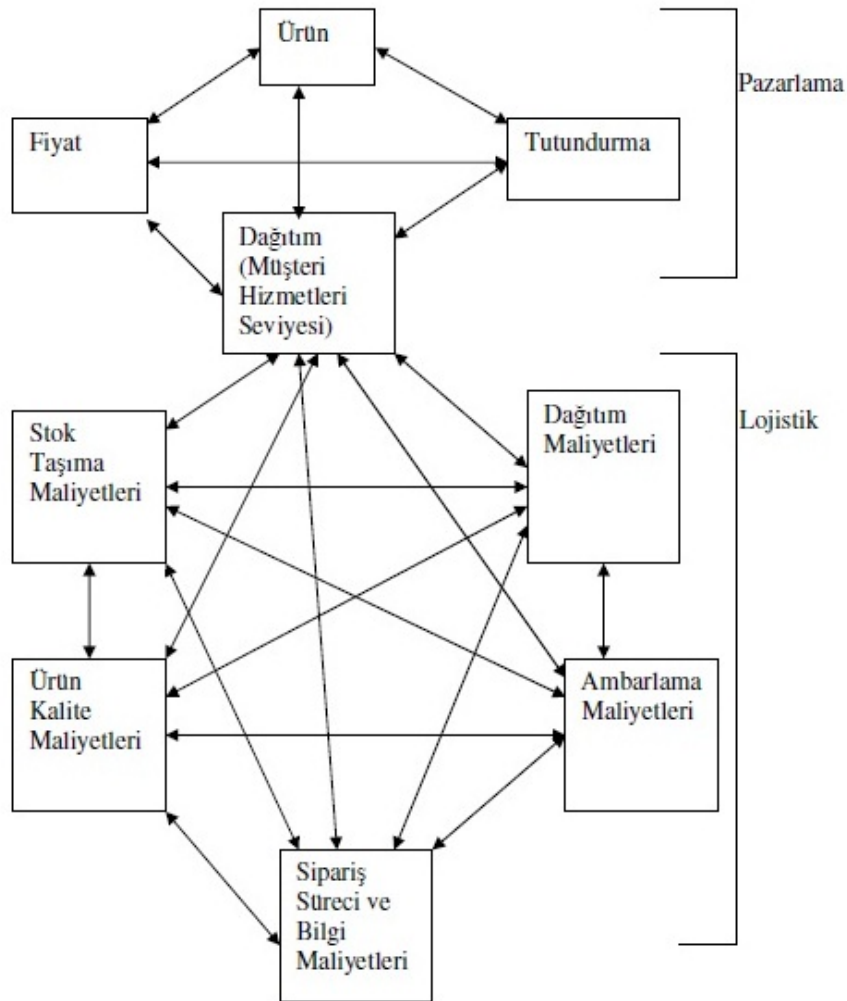 Ürün
Pazarlama
Fiyat
Tutundurma
Dağıtım
(Müşteri
Hizmetleri
Seviyesi)
Stok
Taşıma
Maliyetleri
Dağıtım
Maliyetleri
Lojistik
Ürün
Kalite
Maliyetleri
Ambarlama
Maliyetleri
Sipariş
Süreci ve
Bilgi
Maliyetleri